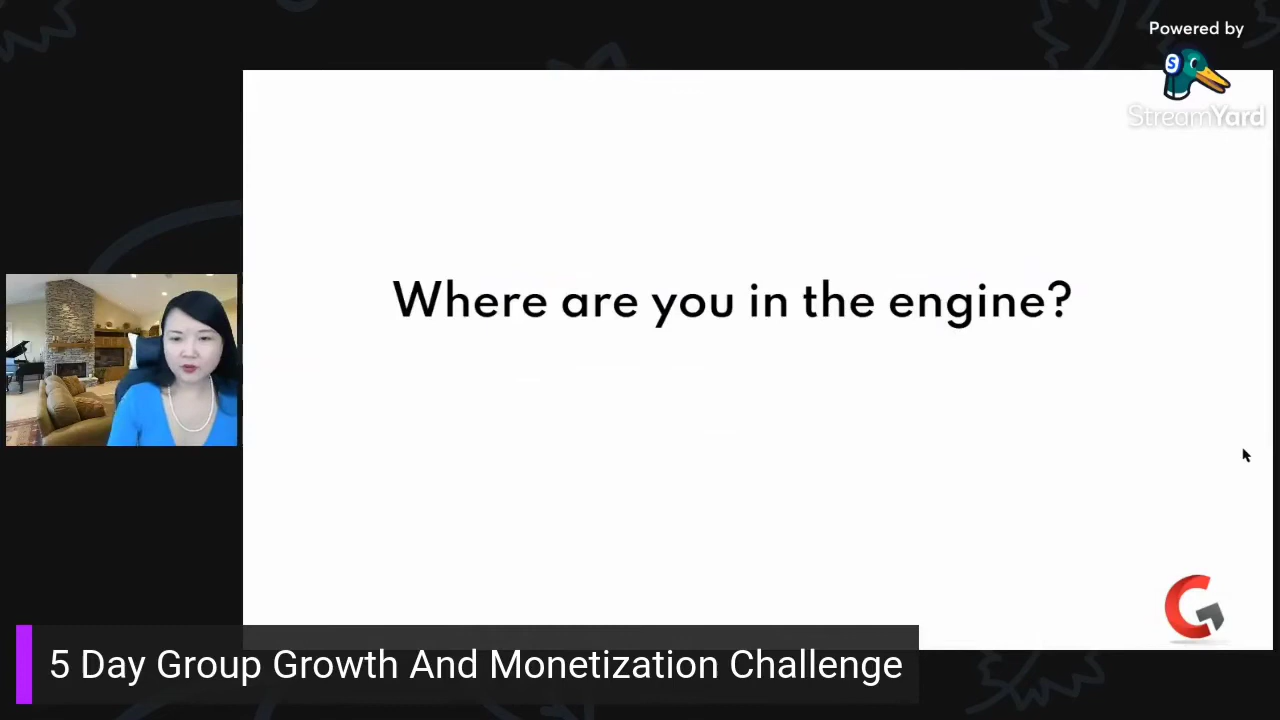 Powered by
S
StreamYard
Where are you in the engine?
G
5 Day Group Growth And Monetization Challenge